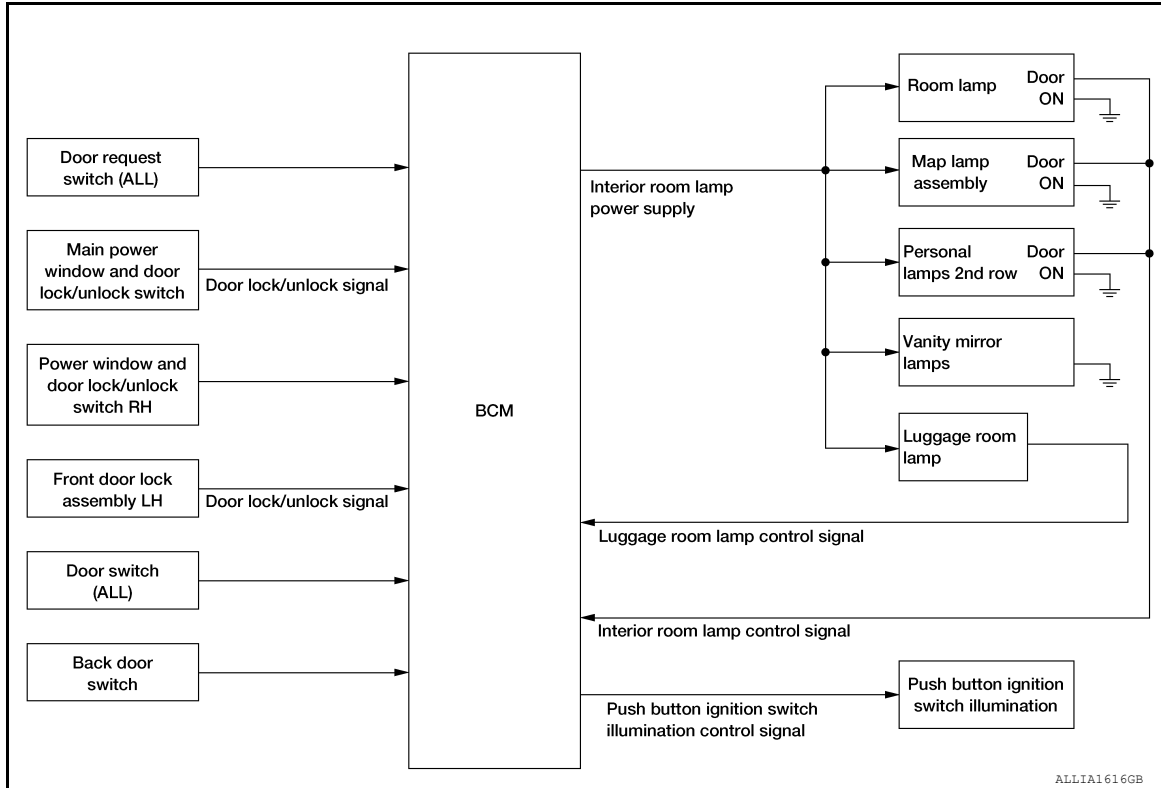 Door request
switch (ALL)
Main power
window and door
lock/unlock switch
Door lock/unlock signal
Power window and
door lock/unlock
switch RH
Front door lock
assembly LH
Door lock/unlock signal
Door switch
(ALL)
Back door
switch
BCM
Interior room lamp
power supply
Room lamp
Door
ON
Map lamp
assembly
Door
ON
Personal
lamps 2nd row
Door
ON
Vanity mirror
lamps
Luggage room
lamp
Luggage room lamp control signal
Interior room lamp control signal
Push button ignition switch
illumination control signal
Push button ignition
switch illumination
ALLIA1616GB